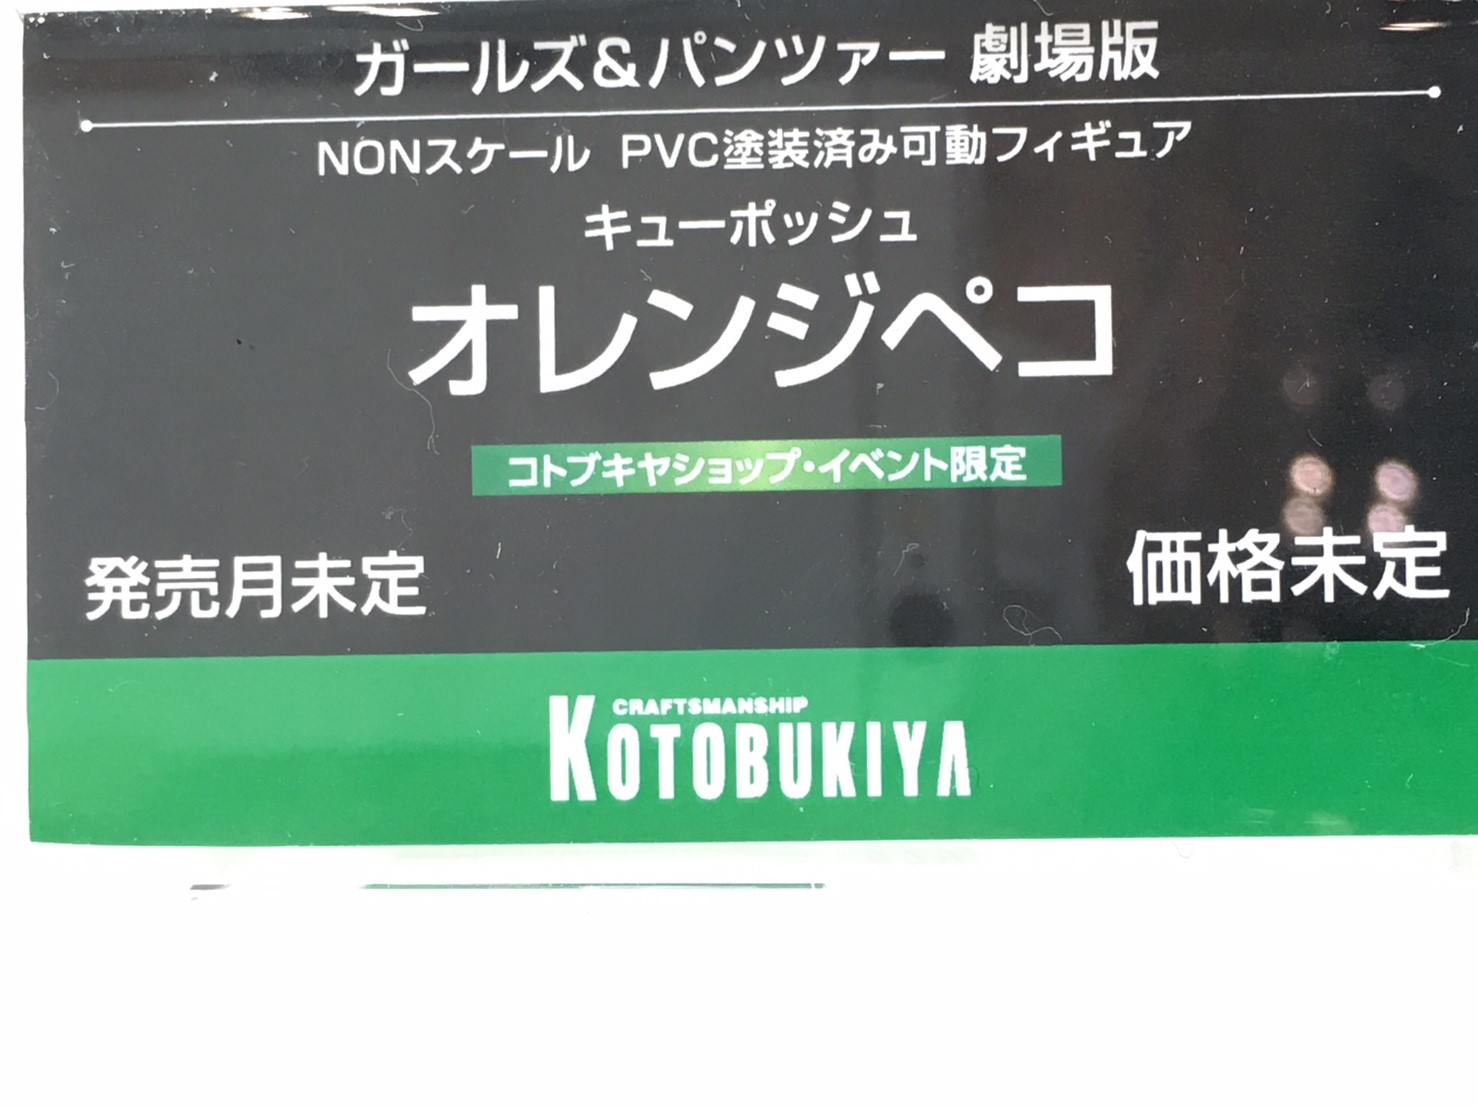 ガールズ&パンツァー 劇場版
NONスケール PVC塗装済み可動フィギュア
キューポッシュ
オレンジペコ
コトブキヤショップ・イベント限定
発売月未定
価格未定
CRAFTSMANSHIP
KOTOBUKIYA